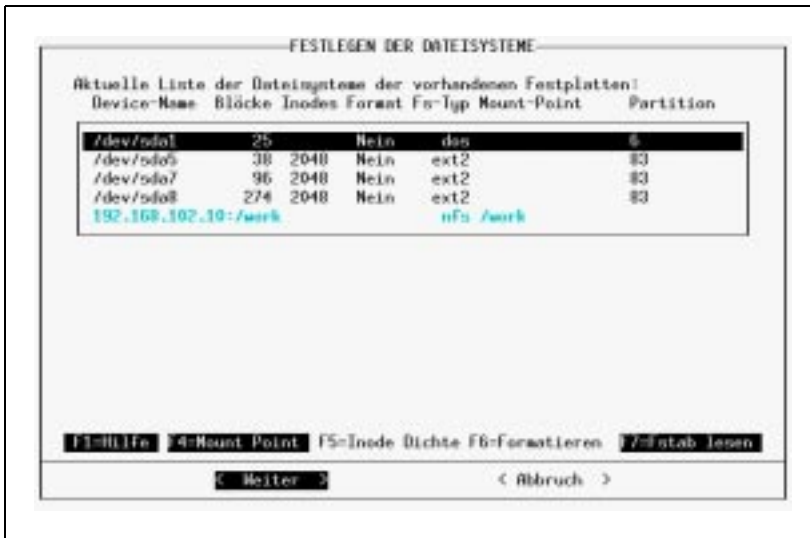 FESTLEGEN DER DATEISYSTEME
Aktuelle Liste der Dateisysteme der vorhandenen Festplatten:
Device-Name Blöcke Inodes Format Fs-Typ Mount-Point Partition
/dev/sda1 25 Nein dos 6
/dev/sda5 38 2048 Nein ext2 83
/dev/sda7 96 2048 Nein ext2 83
/dev/sda8 274 2048 Nein ext2 83
192.168.102.10:/work nfs /work
F1=Hilfe F4=Mount Point F5=Inode Dichte F6=Formatieren F7=Fstab lesen
< Weiter > < Abbruch >